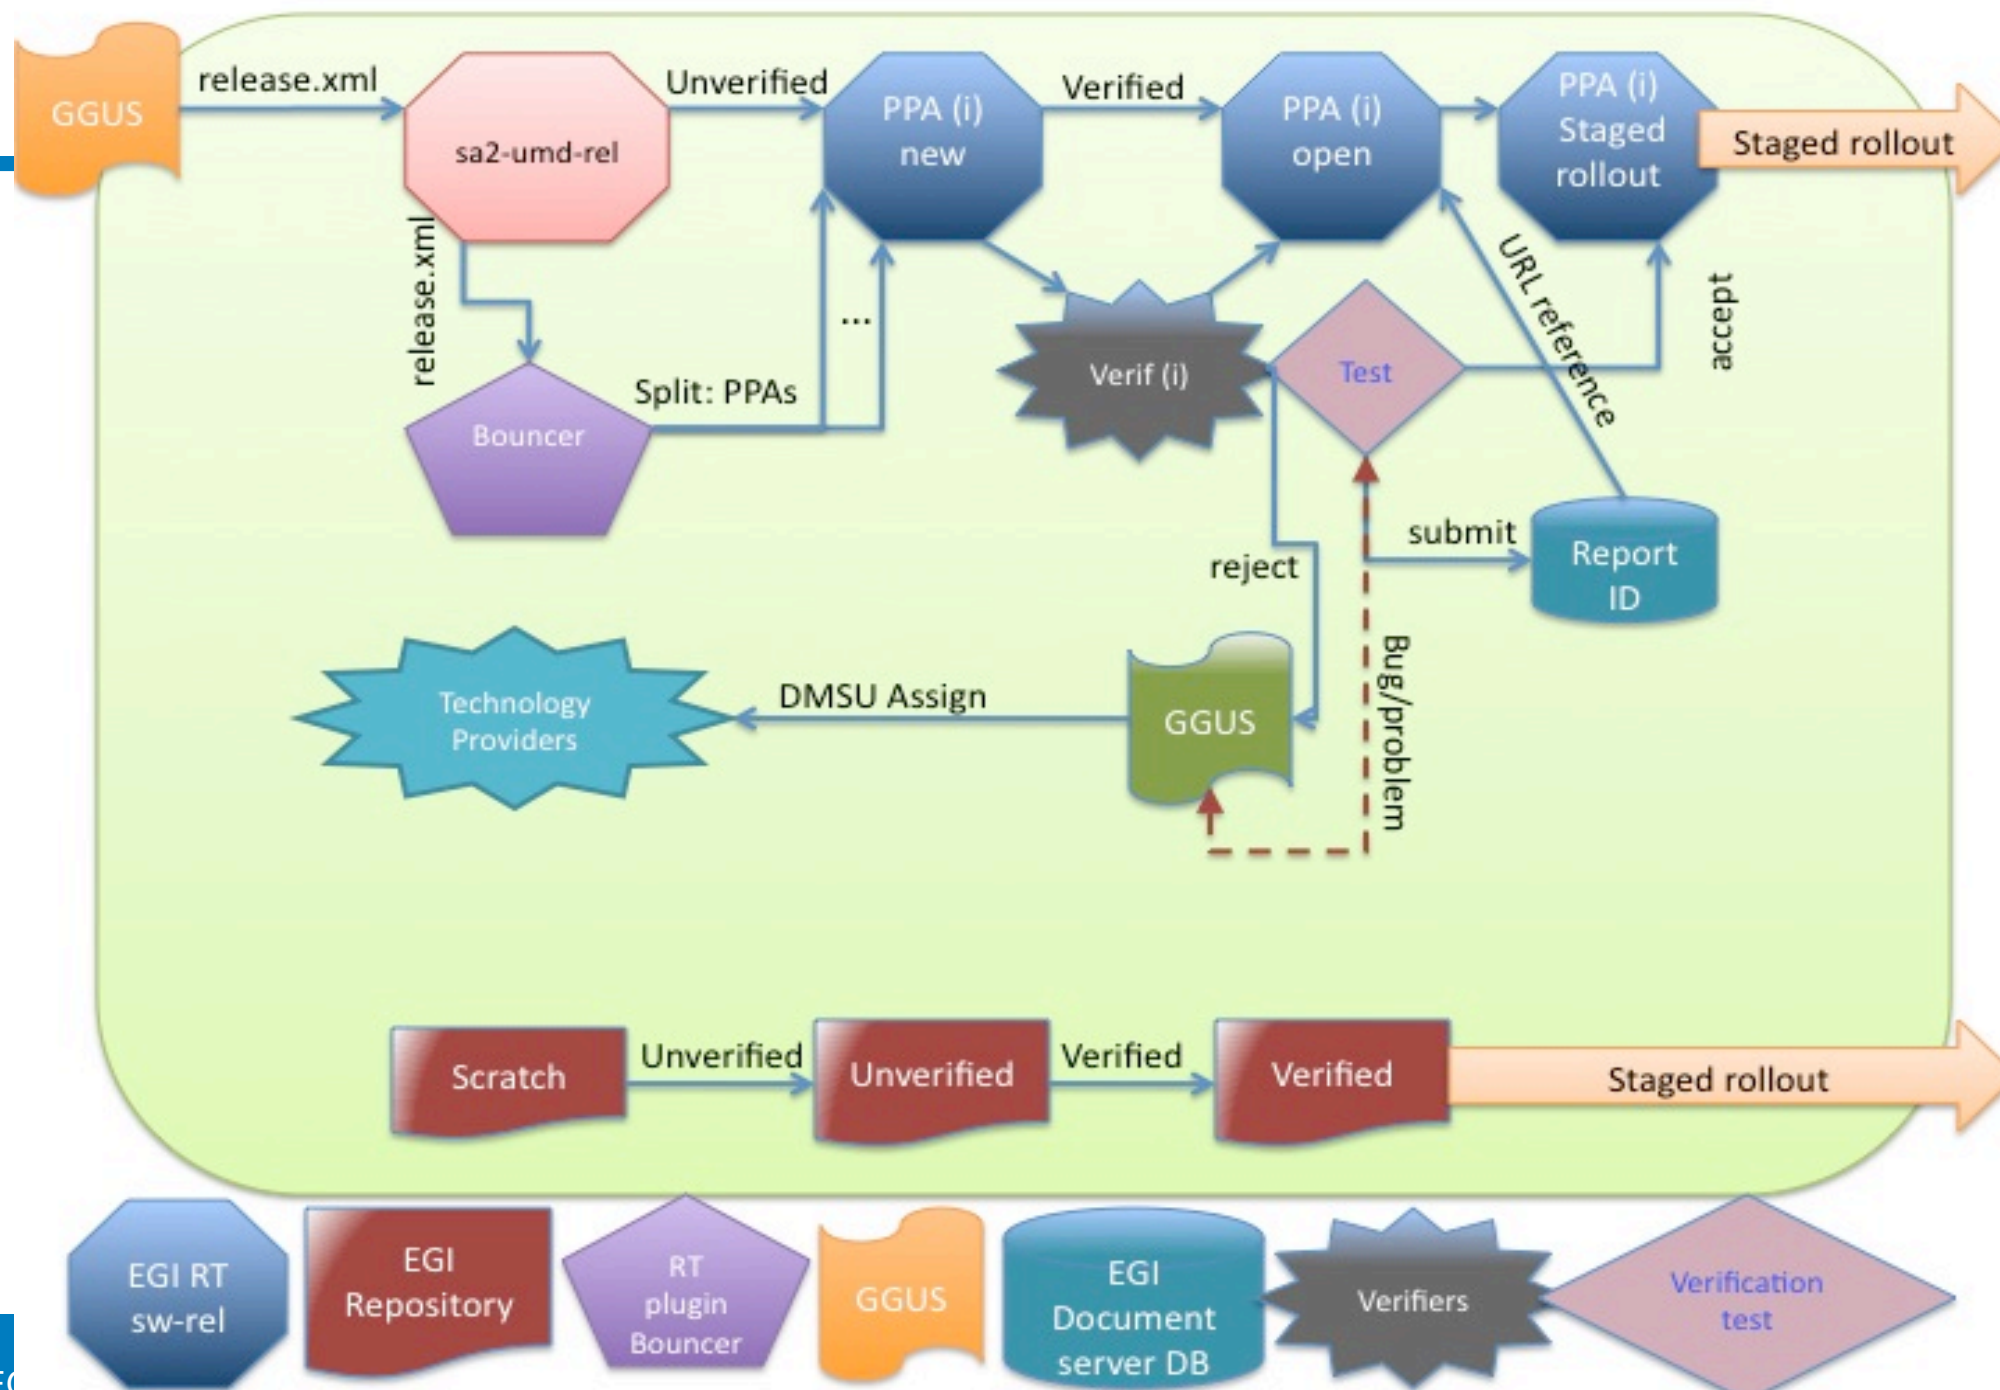 GGUS
release.xml
sa2-umd-rel
Unverified
PPA (i)
new
Verified
PPA (i)
open
PPA (i)
Staged
rollout
Staged rollout
release.xml
...
URL reference
accept
Verif (i)
Test
Split: PPAs
Bouncer
submit
Report
ID
reject
Bug/problem
Technology
Providers
DMSU Assign
GGUS
Scratch
Unverified
Unverified
Verified
Verified
Staged rollout
EGI RT
sw-rel
EGI
Repository
RT
plugin
Bouncer
GGUS
EGI
Document
server DB
Verifiers
Verification
test